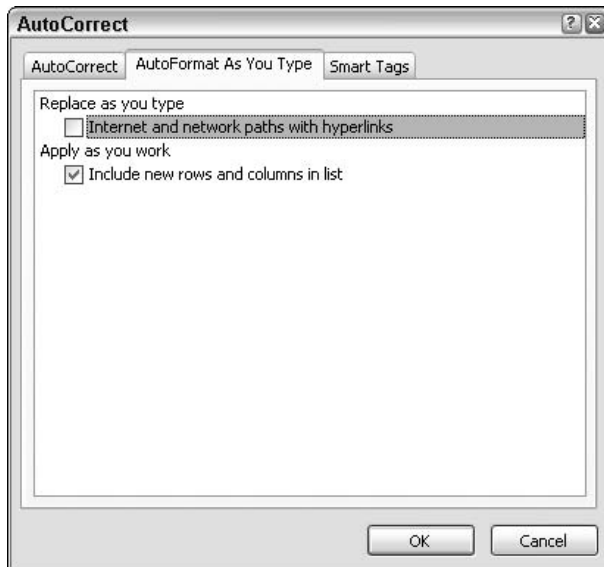 AutoCorrect
AutoCorrect AutoFormat As You Type Smart Tags
Replace as you type
Internet and network paths with hyperlinks
Apply as you work
Include new rows and columns in list
OK Cancel